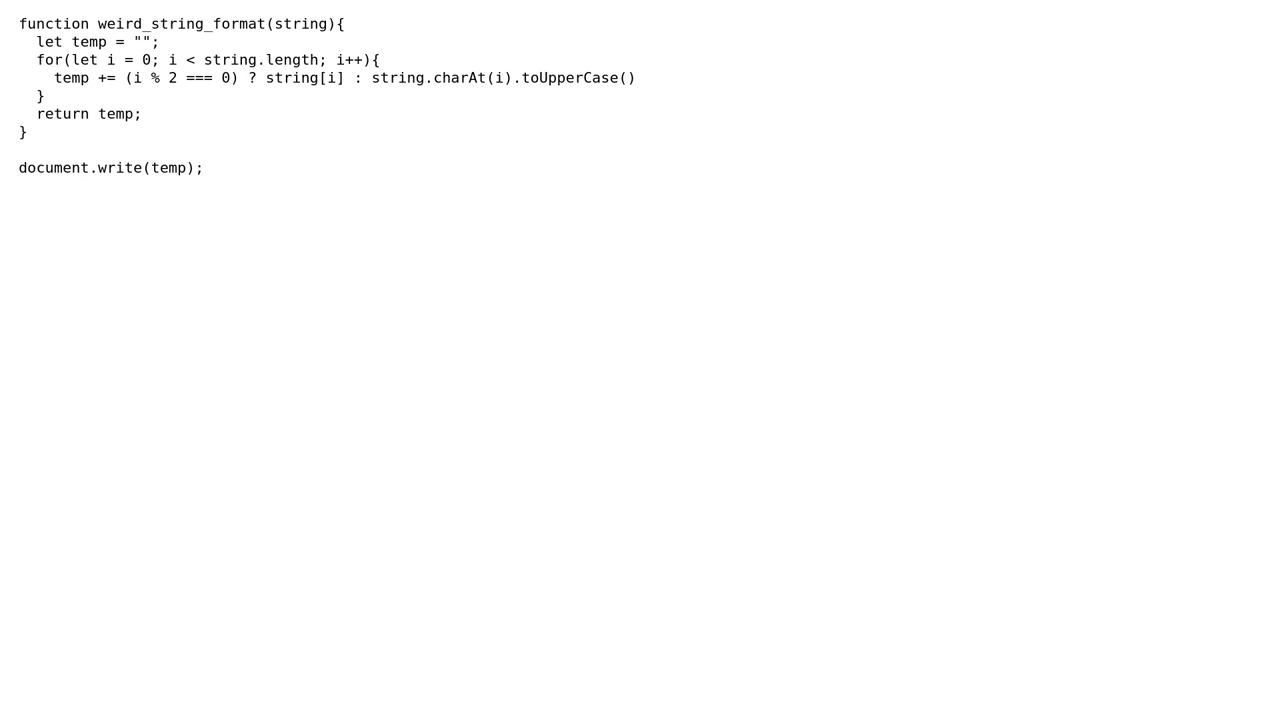 function weird_string_format(string){
  let temp = "";
  for(let i = 0; i < string.length; i++){
    temp += (i % 2 === 0) ? string[i] : string.charAt(i).toUpperCase()
  }
  return temp;
}

document.write(temp);